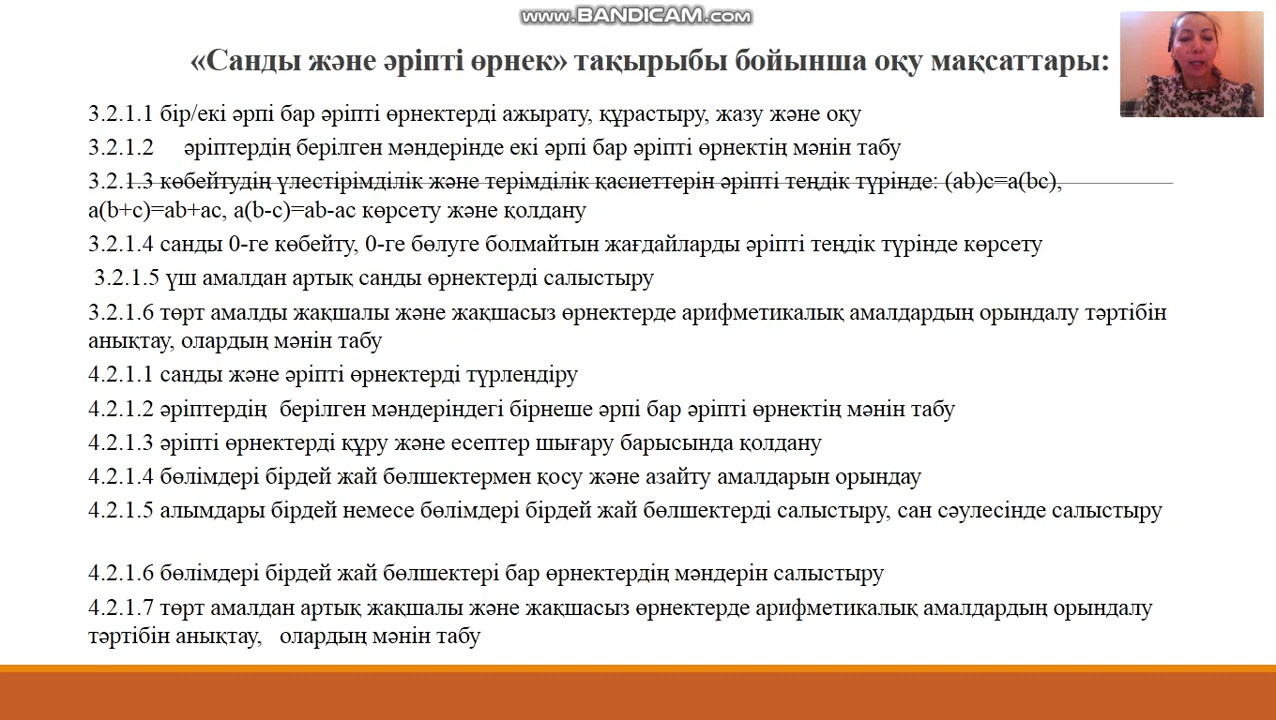 www.BANDICAM.com
«Санды және әріпті өрнек» тақырыбы бойынша оқу мақсаттары:
3.2.1.1 бір/екі әрпі бар әріпті өрнектерді ажырату, құрастыру, жазу және оқу
3.2.1.2 әріптердің берілген мәндерінде екі әрпі бар әріпті өрнектің мәнін табу
3.2.1.3 көбейтудің үлестірімділік және терімділік қасиеттерін әріпті теңдік түрінде: (ab)c=a(bc),
a(b+c)=ab+ac, a(b-c)=ab-ac көрсету және қолдану
3.2.1.4 санды 0-ге көбейту, 0-ге бөлуге болмайтын жағдайларды әріпті теңдік түрінде көрсету
3.2.1.5 үш амалдан артық санды өрнектерді салыстыру
3.2.1.6 төрт амалды жақшалы және жақшасыз өрнектерде арифметикалық амалдардың орындалу тәртібін
анықтау, олардың мәнін табу
4.2.1.1 санды және әріпті өрнектерді түрлендіру
4.2.1.2 әріптердің берілген мәндеріндегі бірнеше әрпі бар әріпті өрнектің мәнін табу
4.2.1.3 әріпті өрнектерді құру және есептер шығару барысында қолдану
4.2.1.4 бөлімдері бірдей жай бөлшектермен қосу және азайту амалдарын орындау
4.2.1.5 алымдары бірдей немесе бөлімдері бірдей жай бөлшектерді салыстыру, сан сәулесінде салыстыру
4.2.1.6 бөлімдері бірдей жай бөлшектері бар өрнектердің мәндерін салыстыру
4.2.1.7 төрт амалдан артық жақшалы және жақшасыз өрнектерде арифметикалық амалдардың орындалу
тәртібін анықтау, олардың мәнін табу